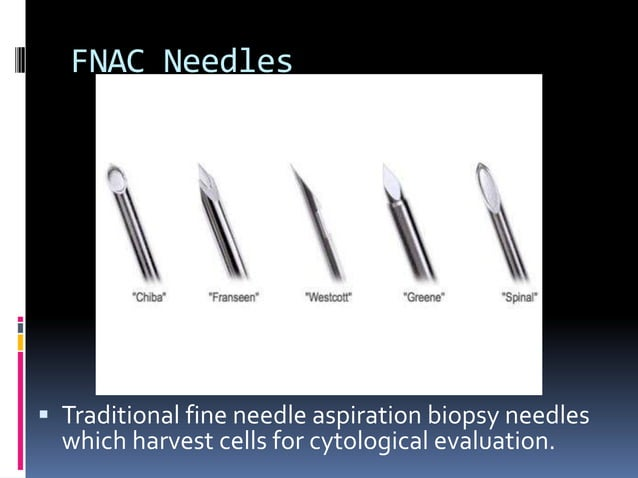 FNAC Needles
"Chiba" "Franseen" "Westcott" "Greene" "Spinal"
Traditional fine needle aspiration biopsy needles
which harvest cells for cytological evaluation.